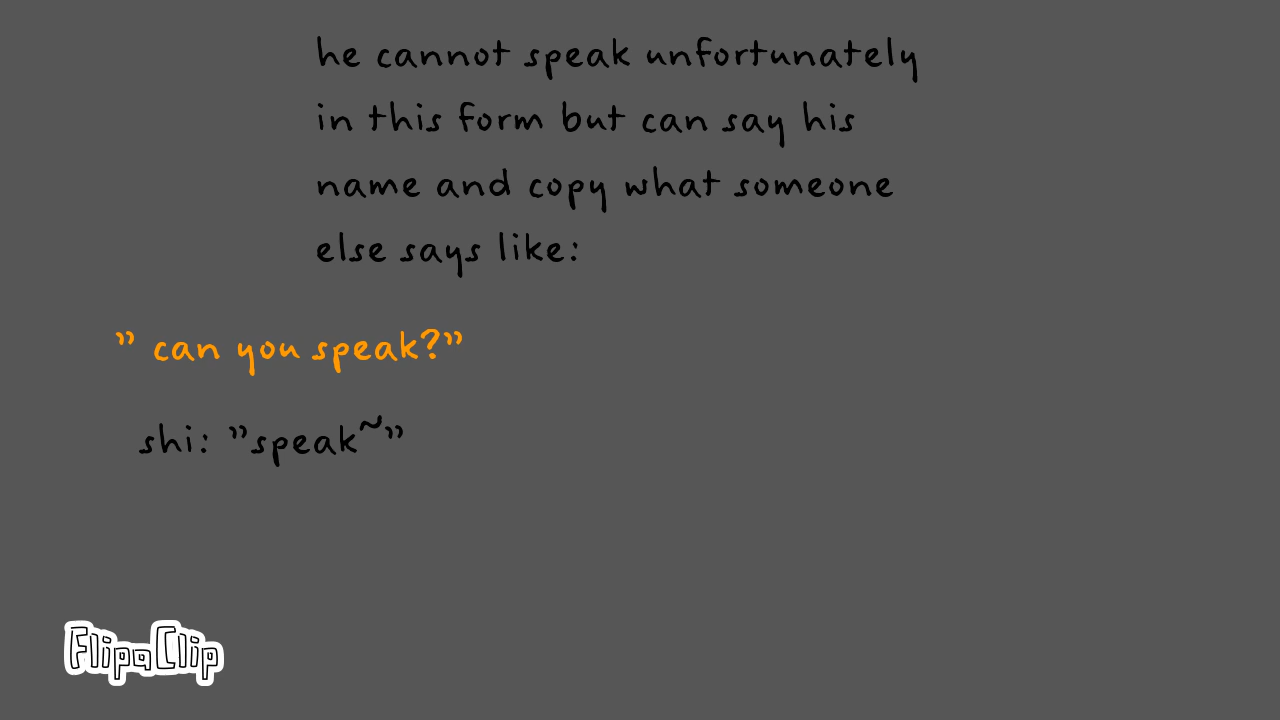 he cannot speak unfortunately
in this form but can say his
name and copy what someone
else says like:
” can you speak?”
shi: ”speak~”
FlipaClip